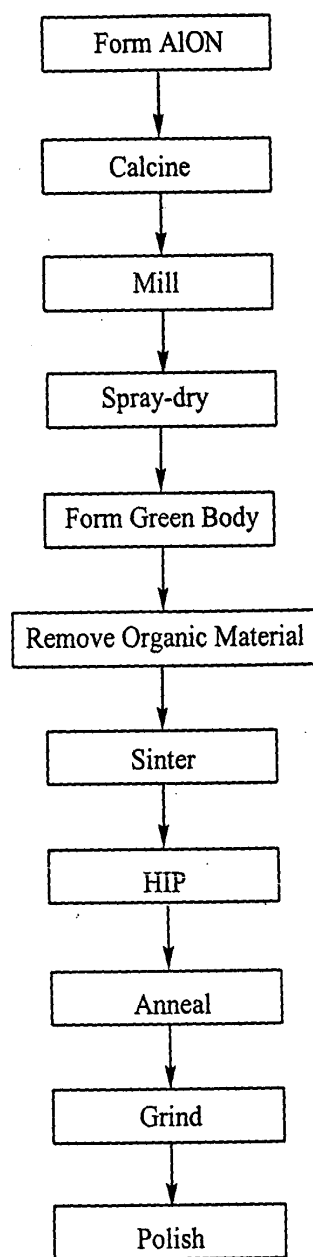 Form AlON
Calcine
Mill
Spray-dry
Form Green Body
Remove Organic Material
Sinter
HIP
Anneal
Grind
Polish